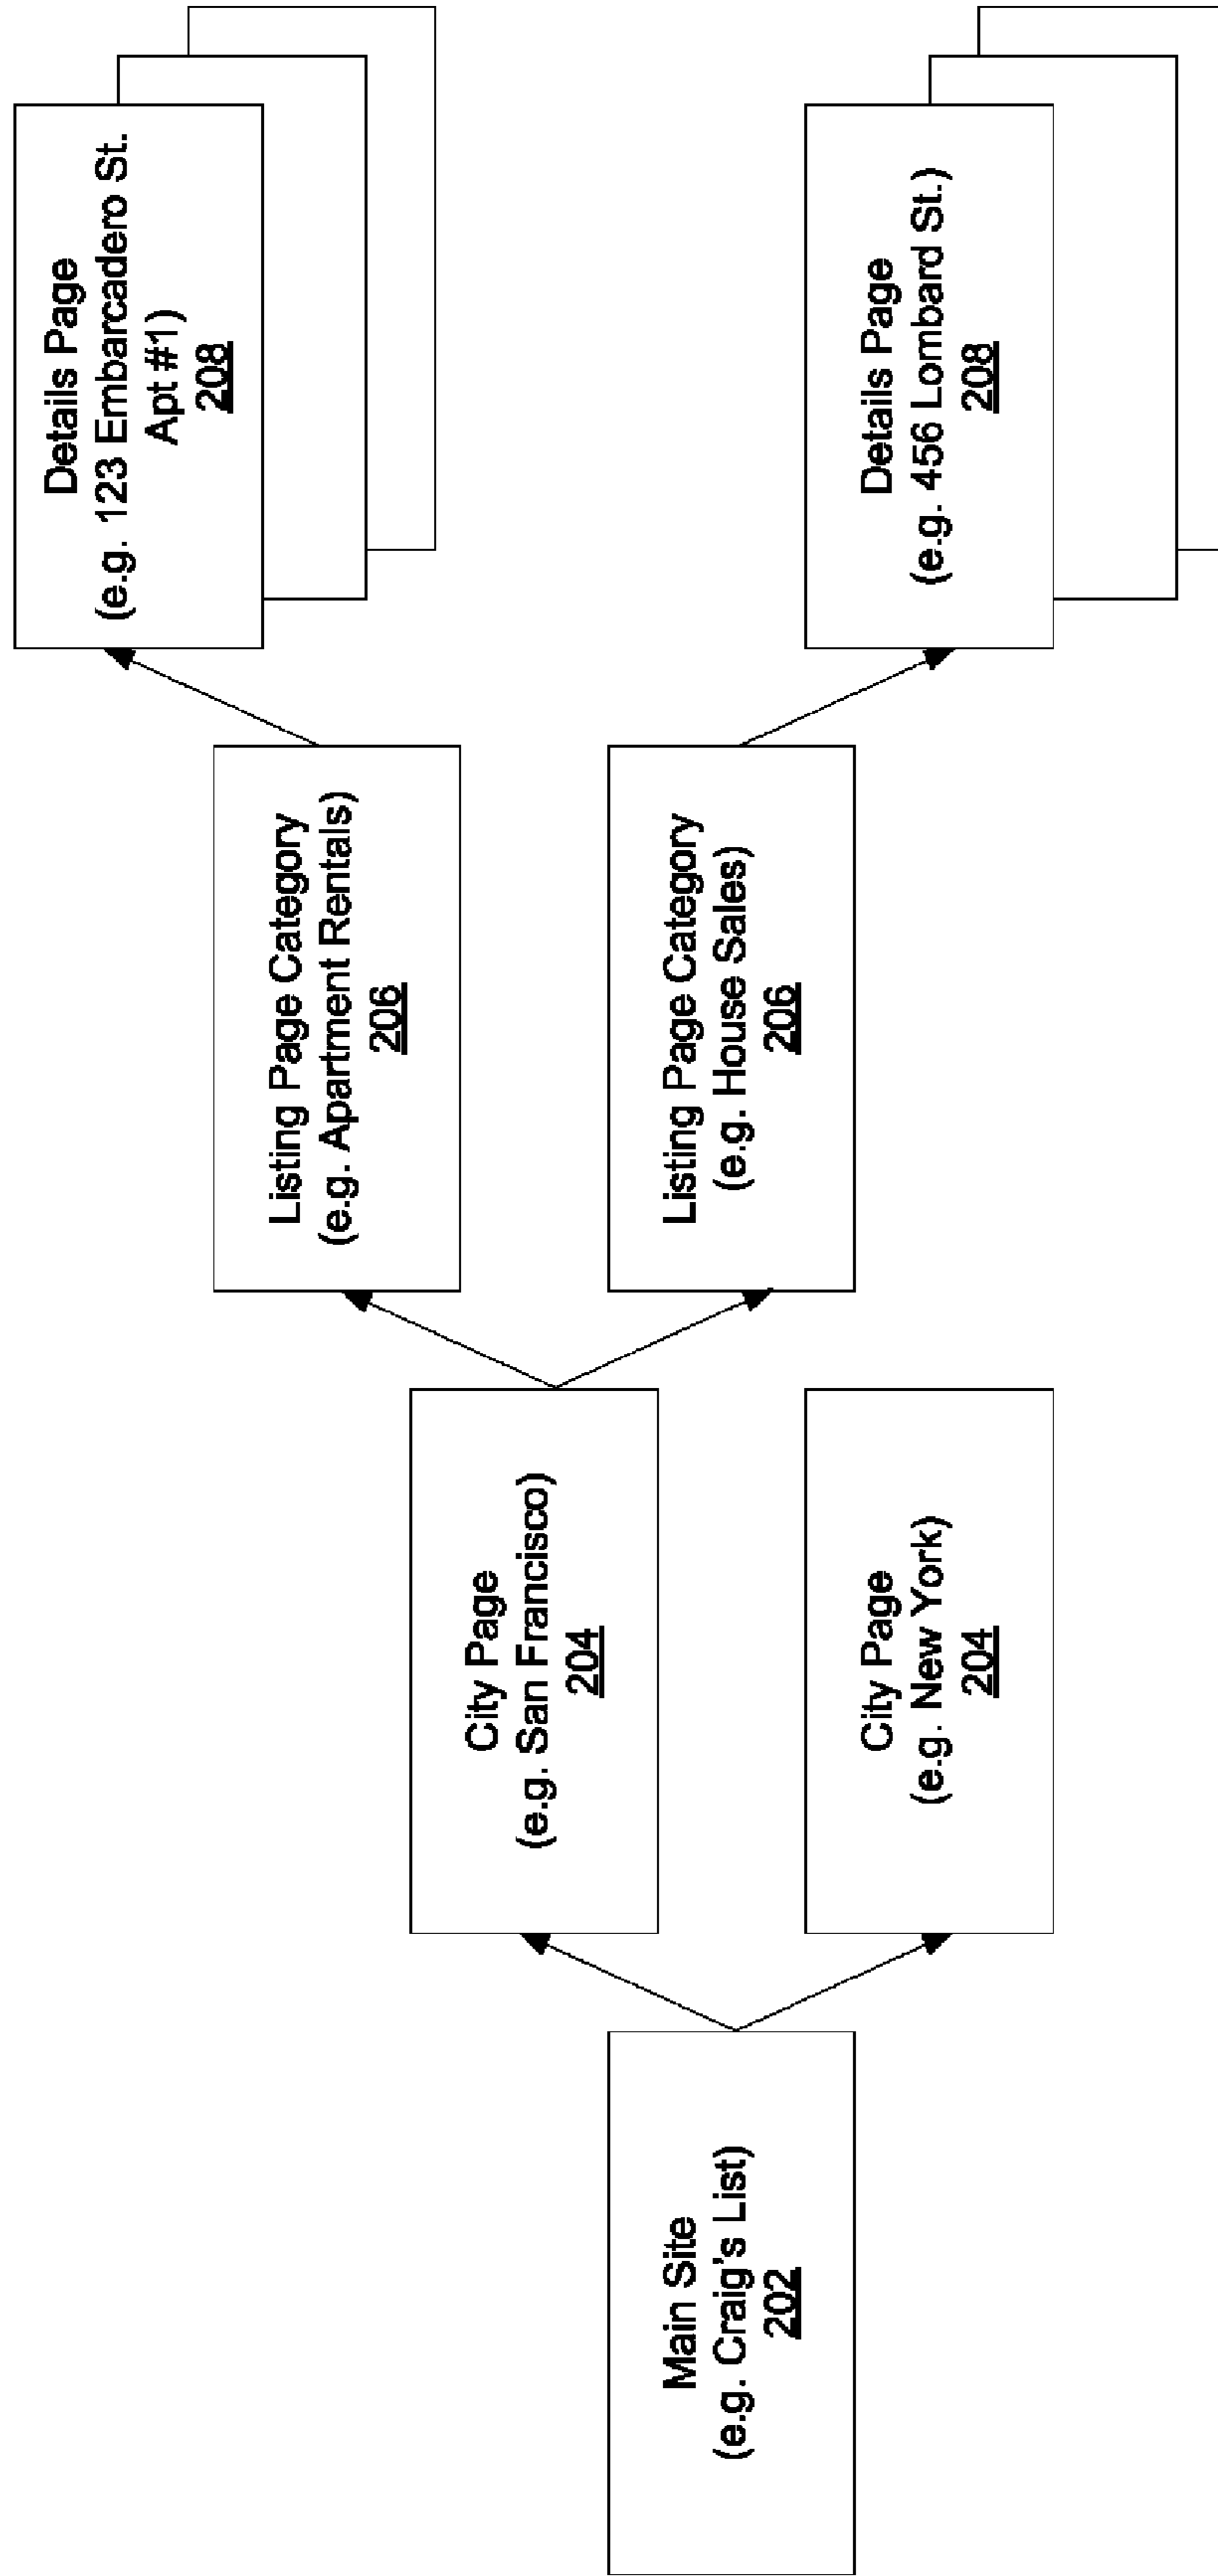 Main Site
(e.g. Craig's List)
202
City Page
(e.g. San Francisco)
204
City Page
(e.g. New York)
204
Listing Page Category
(e.g. Apartment Rentals)
206
Listing Page Category
(e.g. House Sales)
206
Details Page
(e.g. 123 Embarcadero St.
Apt #1)
208
Details Page
(e.g. 456 Lombard St.)
208